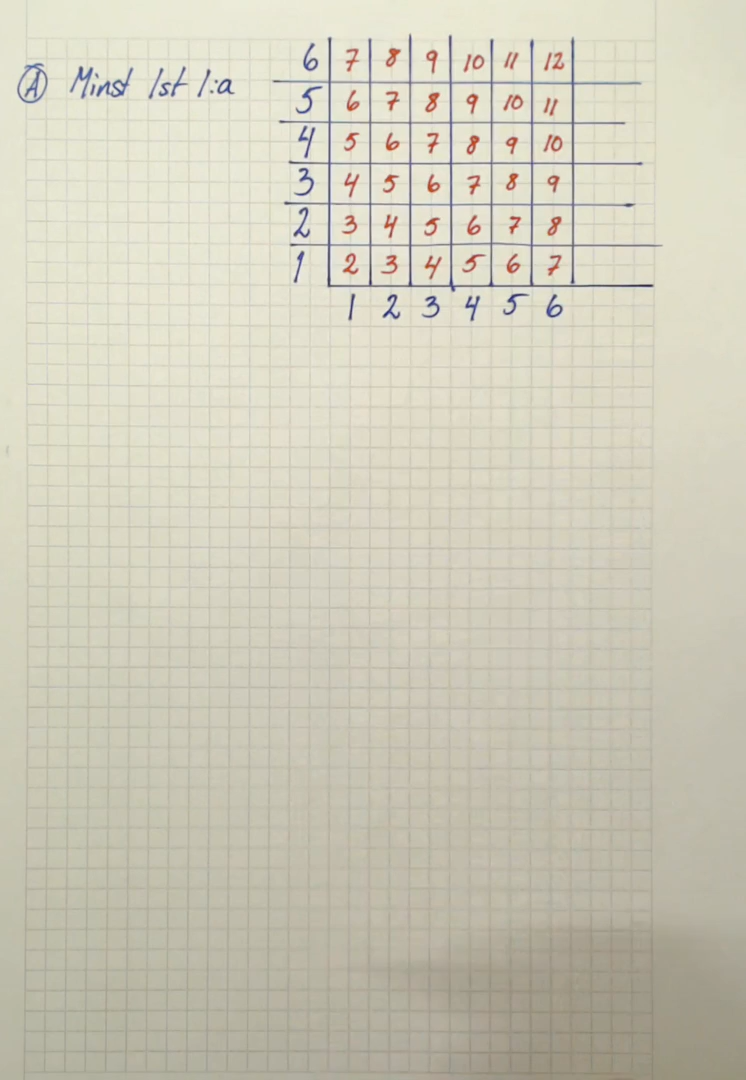 Ⓐ Minst 1st 1:a
6 7 8 9 10 11 12
5 6 7 8 9 10 11
4 5 6 7 8 9 10
3 4 5 6 7 8 9
2 3 4 5 6 7 8
1 2 3 4 5 6 7
1 2 3 4 5 6